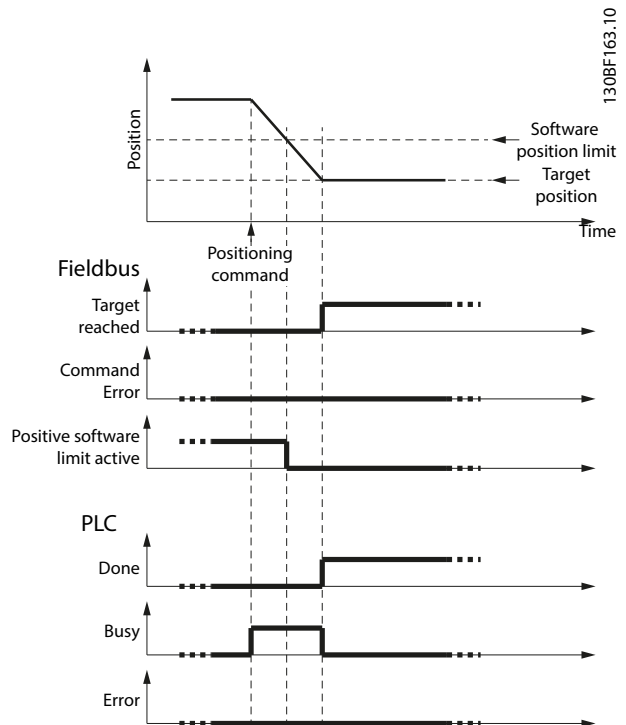 130BF163.10
Position
Software
position limit
Target
position
Time
Positioning
command
Fieldbus
Target
reached
Command
Error
Positive software
limit active
PLC
Done
Busy
Error